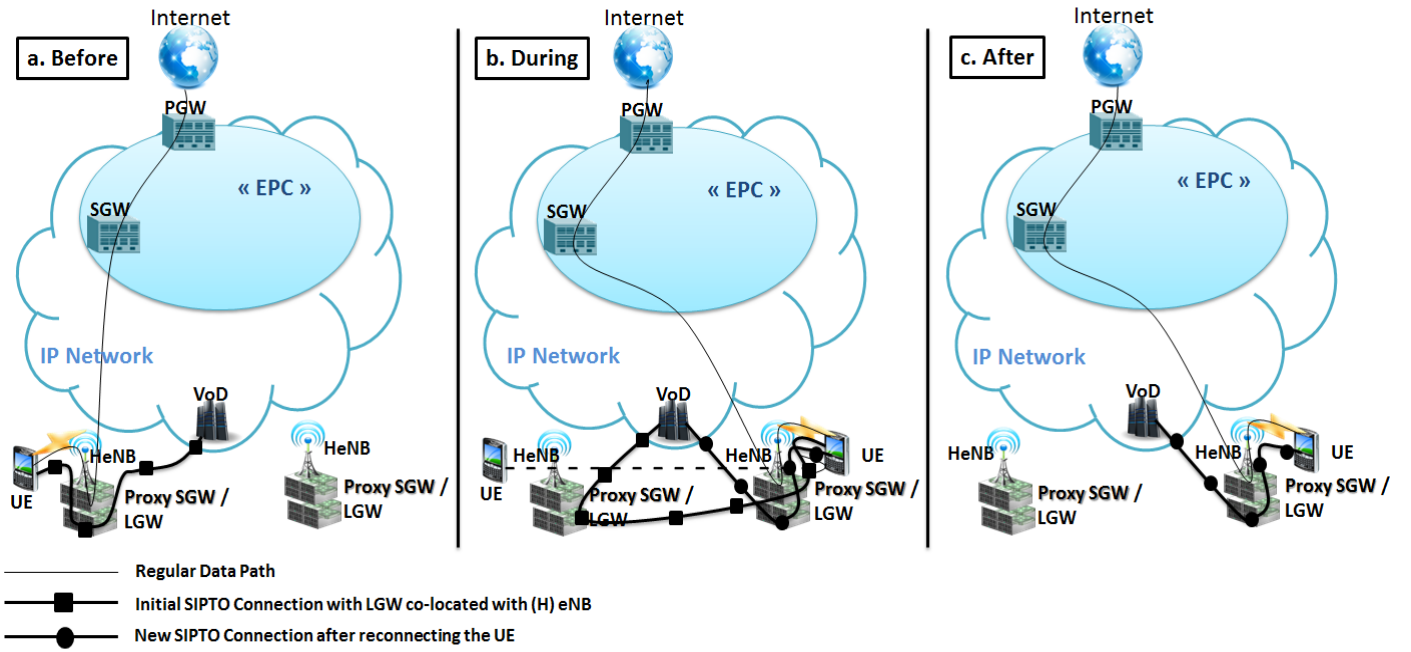 Internet
a. Before
PGW
« EPC »
SGW
IP Network
VoD
HeNB
HeNB
UE
Proxy SGW /
LGW
Proxy SGW /
LGW
Internet
b. During
PGW
« EPC »
SGW
IP Network
VoD
HeNB
HeNB
UE
UE
Proxy SGW /
LGW
Proxy SGW /
LGW
Internet
c. After
PGW
« EPC »
SGW
IP Network
VoD
HeNB
HeNB
UE
Proxy SGW /
LGW
Proxy SGW /
LGW
Regular Data Path
Initial SIPTO Connection with LGW co-located with (H) eNB
New SIPTO Connection after reconnecting the UE